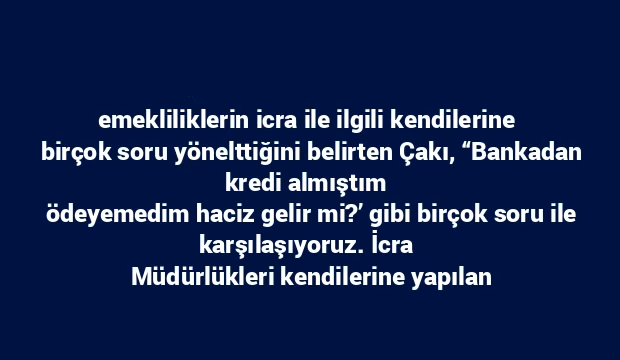 emekliliklerin icra ile ilgili kendilerine
birçok soru yönelttiğini belirten Çakı, “Bankadan
kredi almıştım
ödeyemedim haciz gelir mi?’ gibi birçok soru ile
karşılaşıyoruz. İcra
Müdürlükleri kendilerine yapılan